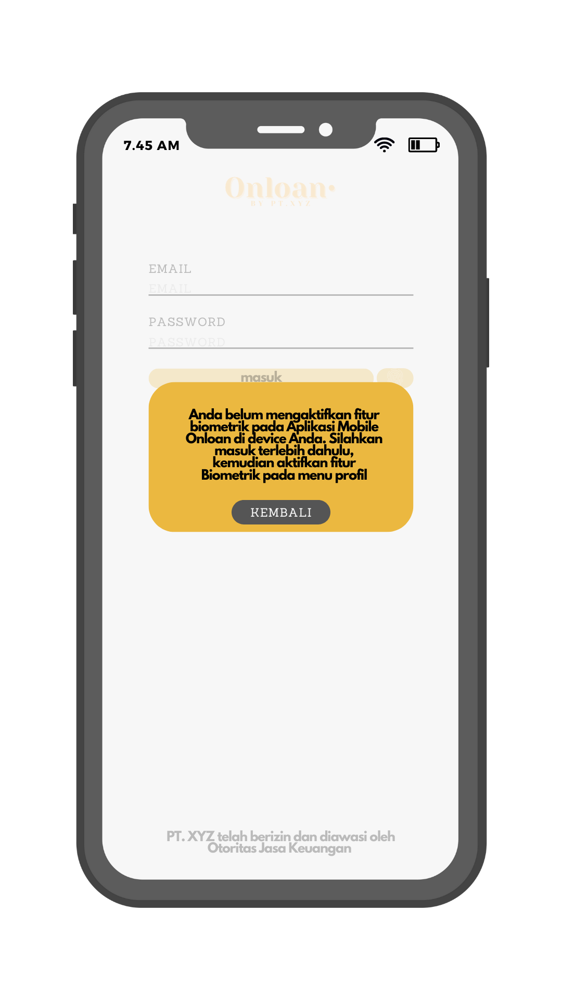 7.45 AM
Onloan
BY PT.XYZ
EMAIL
EMAIL
PASSWORD
PASSWORD
masuk
Anda belum mengaktifkan fitur
biometrik pada Aplikasi Mobile
Onloan di device Anda. Silahkan
masuk terlebih dahulu,
kemudian aktifkan fitur
Biometrik pada menu profil
KEMBALI
PT. XYZ telah berizin dan diawasi oleh
Otoritas Jasa Keuangan